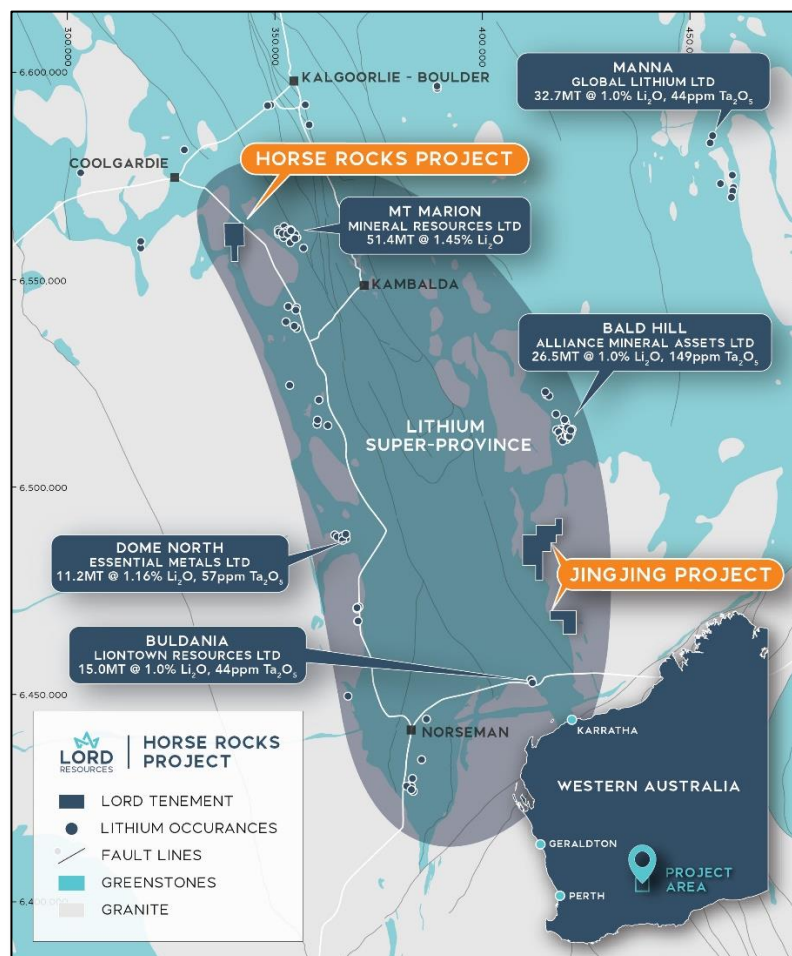 300.000
400.000
450.000
6.600.000
KALGOORLIE - BOULDER
MANNA
GLOBAL LITHIUM LTD
32.7MT @ 1.0% Li₂O, 44ppm Ta₂O₅
COOLGARDIE
HORSE ROCKS PROJECT
MT MARION
MINERAL RESOURCES LTD
51.4MT @ 1.45% Li₂O
6.550.000
KAMBALDA
BALD HILL
ALLIANCE MINERAL ASSETS LTD
26.5MT @ 1.0% Li₂O, 149ppm Ta₂O₅
LITHIUM
SUPER-PROVINCE
6.500.000
DOME NORTH
ESSENTIAL METALS LTD
11.2MT @ 1.16% Li₂O, 57ppm Ta₂O₅
JINGJING PROJECT
BULDANIA
LIONTOWN RESOURCES LTD
15.0MT @ 1.0% Li₂O, 44ppm Ta₂O₅
6.450.000
NORSEMAN
LORD
RESOURCES
HORSE ROCKS
PROJECT
LORD TENEMENT
LITHIUM OCCURANCES
FAULT LINES
GREENSTONES
GRANITE
6.400.000
KARRATHA
WESTERN AUSTRALIA
GERALDTON
PROJECT
AREA
PERTH